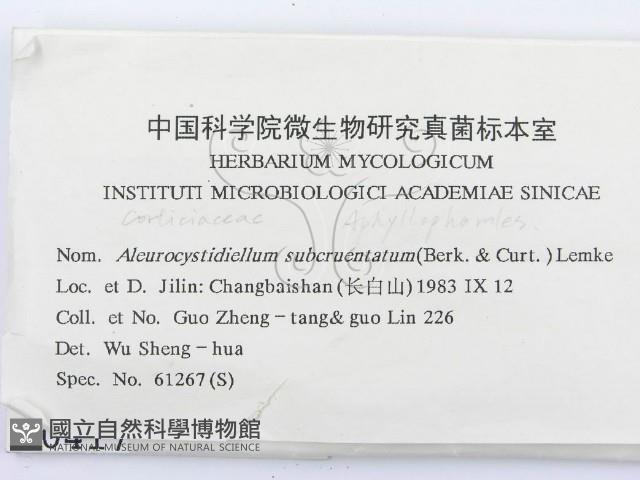 中国科学院微生物研究真菌标本室
HERBARIUM MYCOLOGICUM
INSTITUTI MICROBIOLOGICI ACADEMIAE SINICAE
Corticiaceae Aphyllophorales.
Nom. Aleurocystidiellum subcruentatum(Berk. & Curt.) Lemke
Loc. et D. Jilin: Changbaishan (长白山) 1983 IX 12
Coll. et No. Guo Zheng-tang& guo Lin 226
Det. Wu Sheng-hua
Spec. No. 61267 (S)
國立自然科學博物館
NATIONAL MUSEUM OF NATURAL SCIENCE